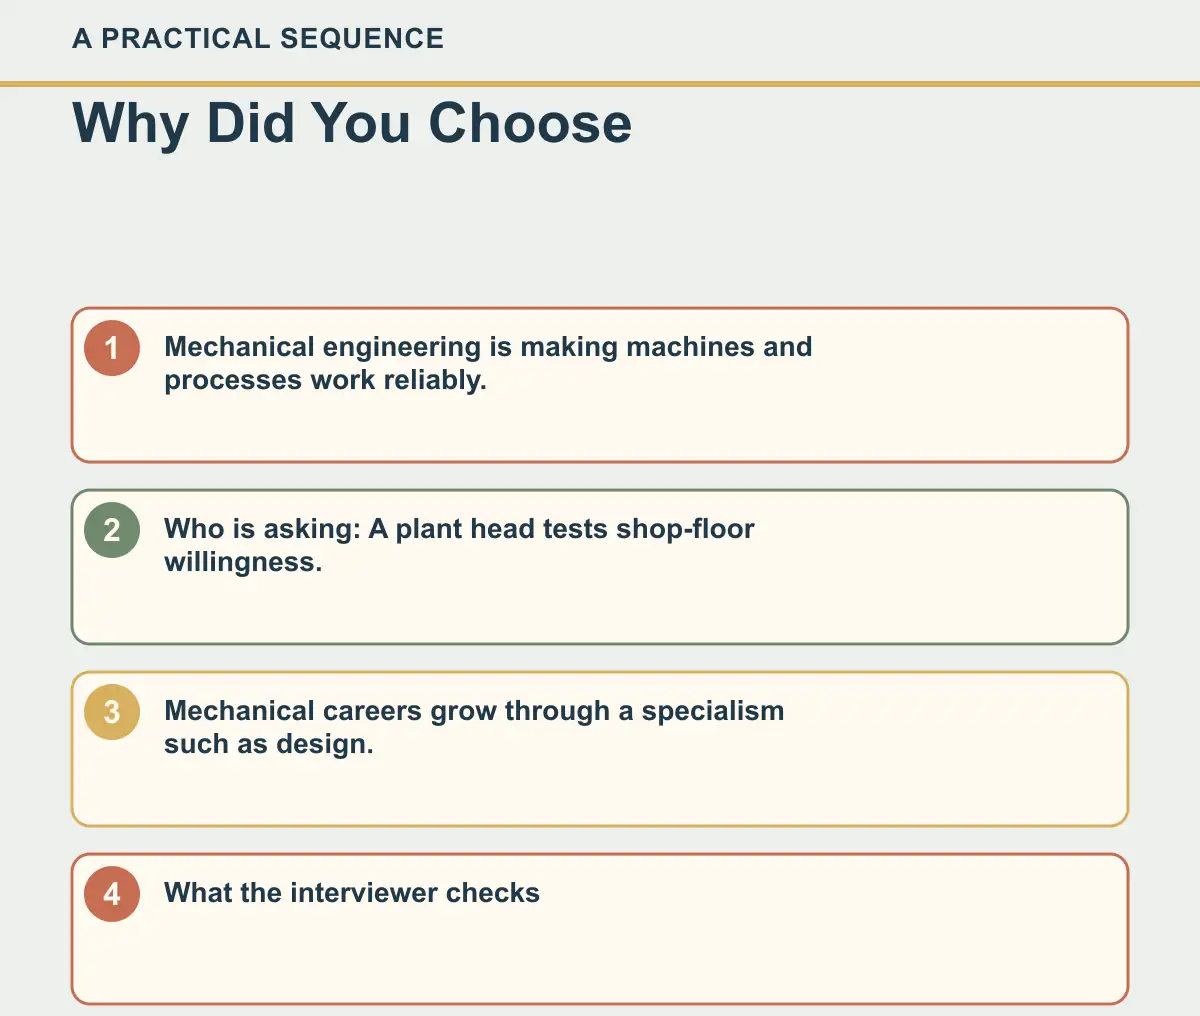 A PRACTICAL SEQUENCE
Why Did You Choose
1
Mechanical engineering is making machines and
processes work reliably.
2
Who is asking: A plant head tests shop-floor
willingness.
3
Mechanical careers grow through a specialism
such as design.
4
What the interviewer checks